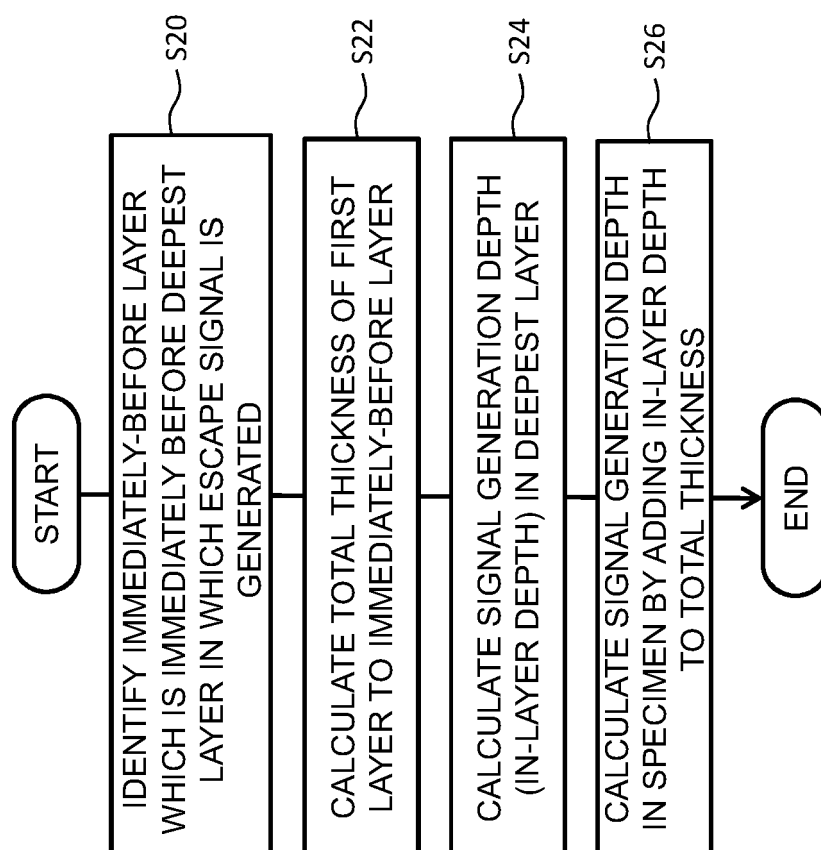 START
IDENTIFY IMMEDIATELY-BEFORE LAYER
WHICH IS IMMEDIATELY BEFORE DEEPEST
LAYER IN WHICH ESCAPE SIGNAL IS
GENERATED
S20
CALCULATE TOTAL THICKNESS OF FIRST
LAYER TO IMMEDIATELY-BEFORE LAYER
S22
CALCULATE SIGNAL GENERATION DEPTH
(IN-LAYER DEPTH) IN DEEPEST LAYER
S24
CALCULATE SIGNAL GENERATION DEPTH
IN SPECIMEN BY ADDING IN-LAYER DEPTH
TO TOTAL THICKNESS
S26
END